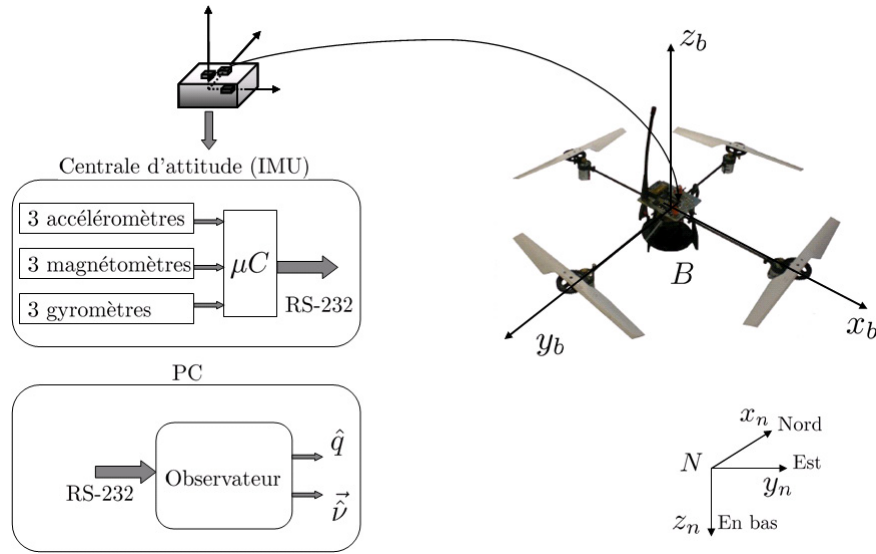 Centrale d'attitude (IMU)
3 accéléromètres
3 magnétomètres
3 gyromètres
μC
RS-232
PC
RS-232
Observateur
q̂
ν̂⃗
z_b
B
x_b
y_b
x_n Nord
N
Est
y_n
z_n En bas